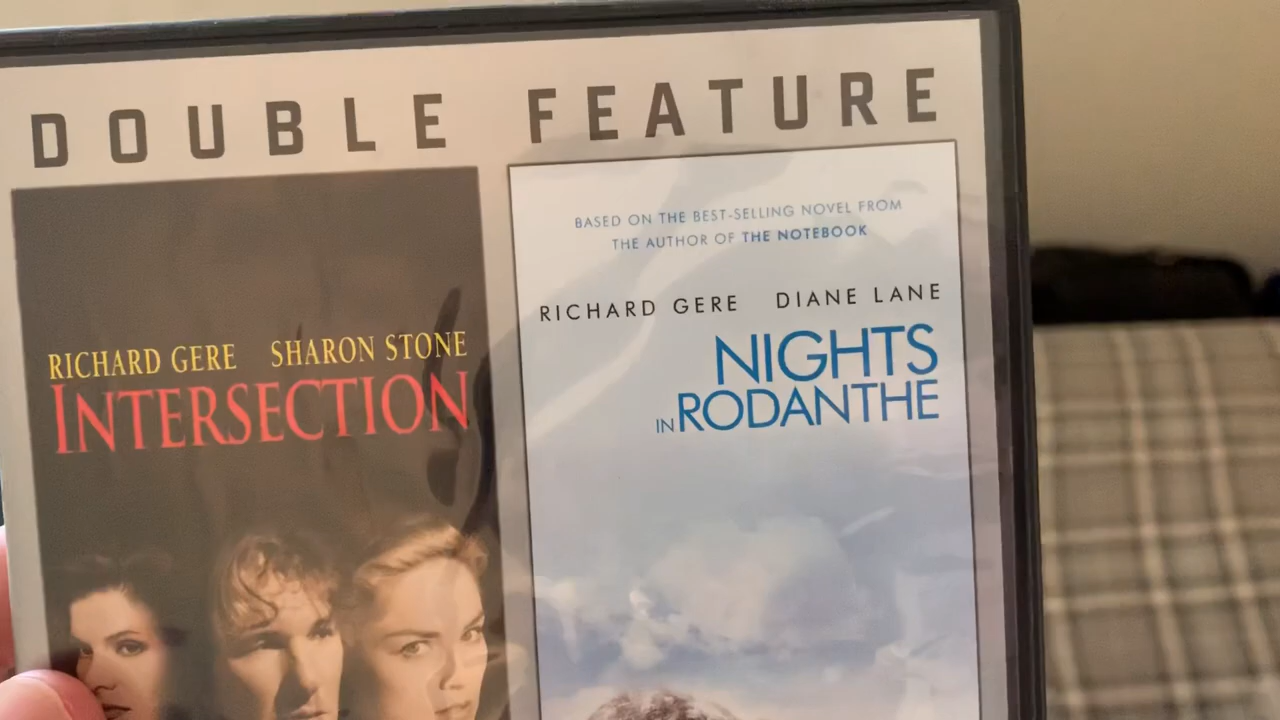 DOUBLE FEATURE
RICHARD GERE SHARON STONE
INTERSECTION
BASED ON THE BEST-SELLING NOVEL FROM
THE AUTHOR OF THE NOTEBOOK
RICHARD GERE DIANE LANE
NIGHTS
IN RODANTHE